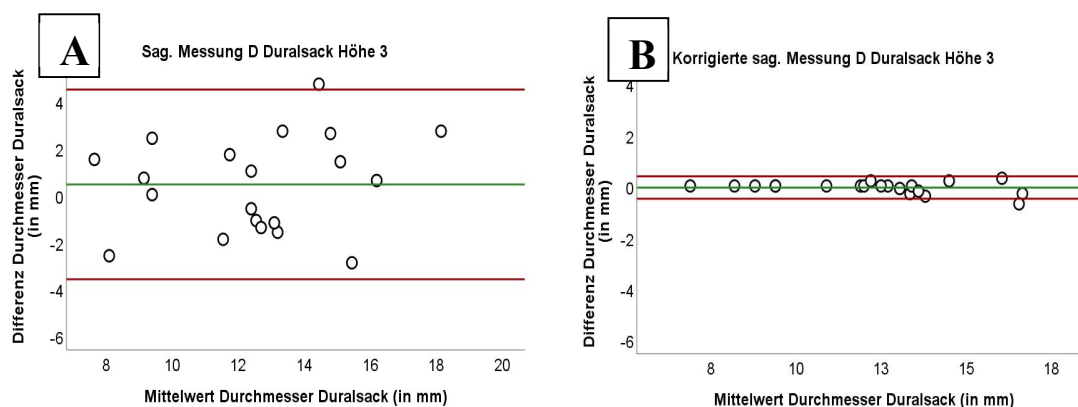 A
Sag. Messung D Duralsack Höhe 3
Differenz Durchmesser Duralsack
(in mm)
4
2
0
-2
-4
-6
8 10 12 14 16 18 20
Mittelwert Durchmesser Duralsack (in mm)
B
Korrigierte sag. Messung D Duralsack Höhe 3
Differenz Durchmesser Duralsack
(in mm)
4
2
0
-2
-4
-6
8 10 13 15 18
Mittelwert Durchmesser Duralsack (in mm)